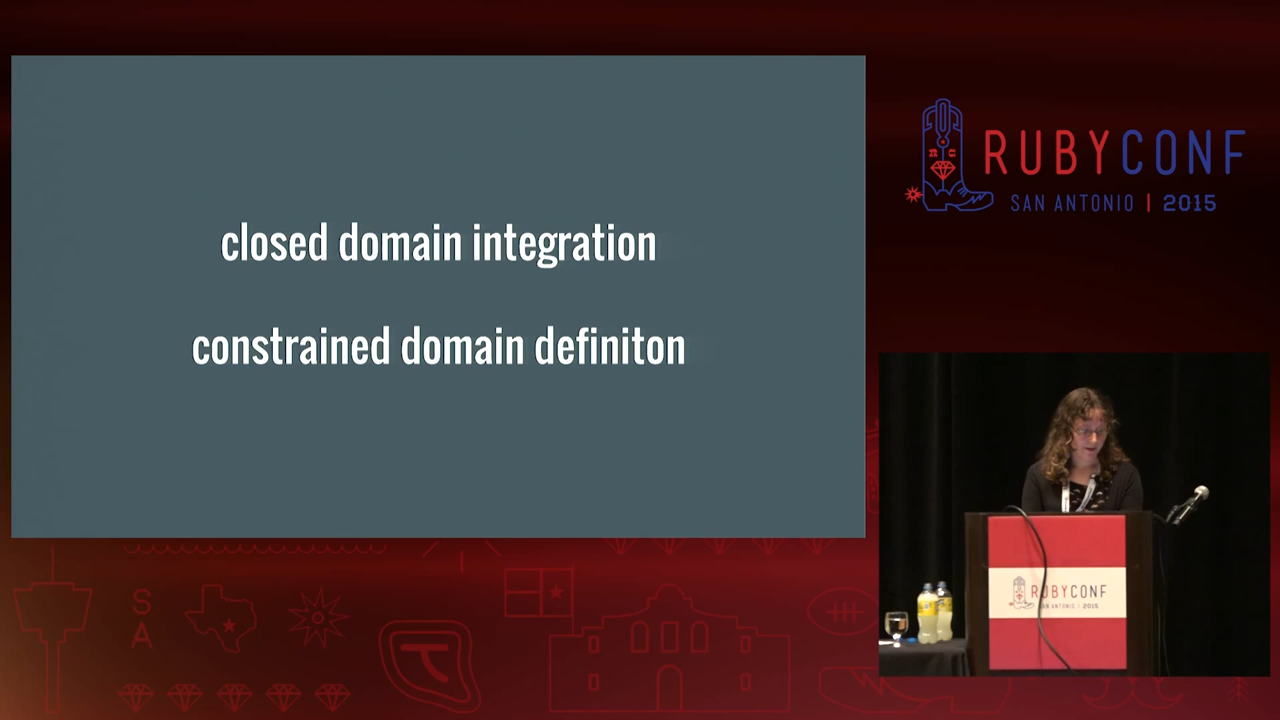 closed domain integration
constrained domain definiton
RUBYCONF
SAN ANTONIO | 2015
RUBYCONF
SAN ANTONIO | 2015
S
A